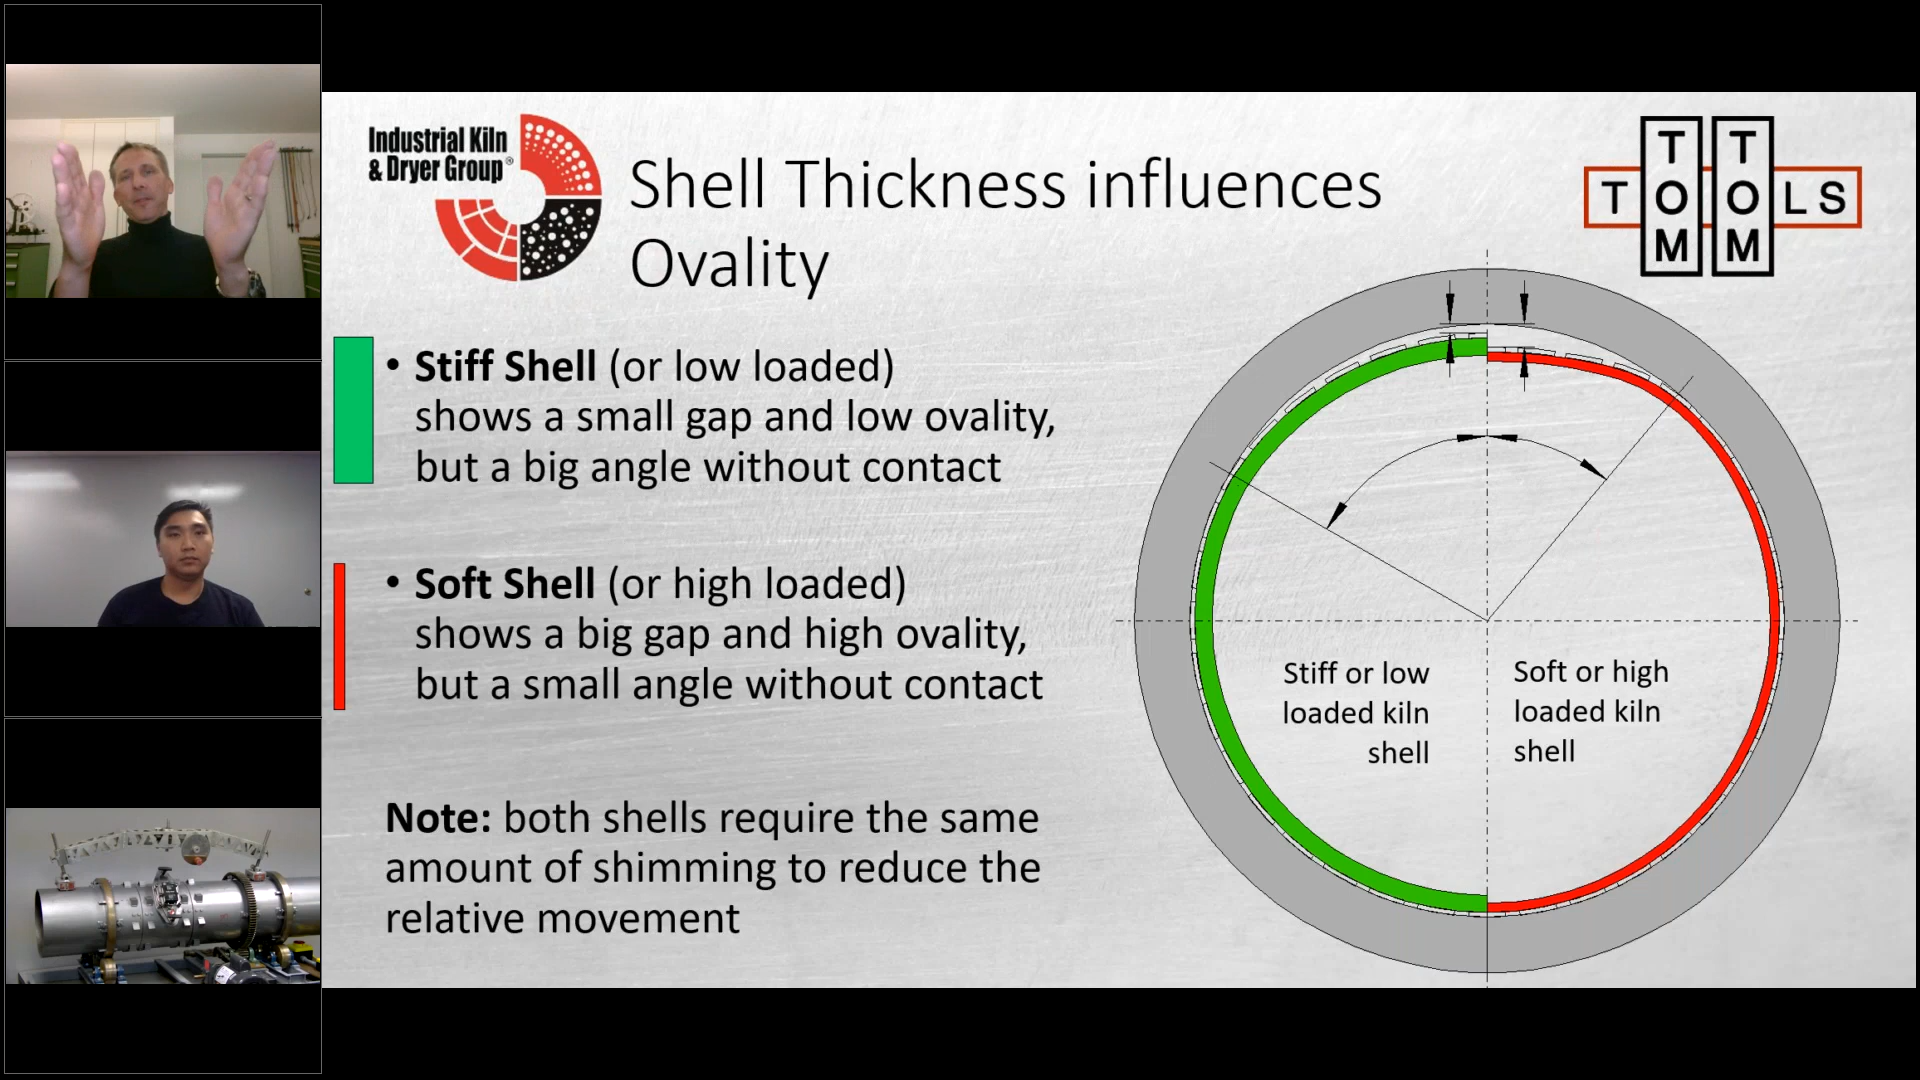 Industrial Kiln
& Dryer Group®
Shell Thickness influences
Ovality
TOM
TOM
T O O LS
• Stiff Shell (or low loaded)
shows a small gap and low ovality,
but a big angle without contact
• Soft Shell (or high loaded)
shows a big gap and high ovality,
but a small angle without contact
Note: both shells require the same
amount of shimming to reduce the
relative movement
Stiff or low
loaded kiln
shell
Soft or high
loaded kiln
shell